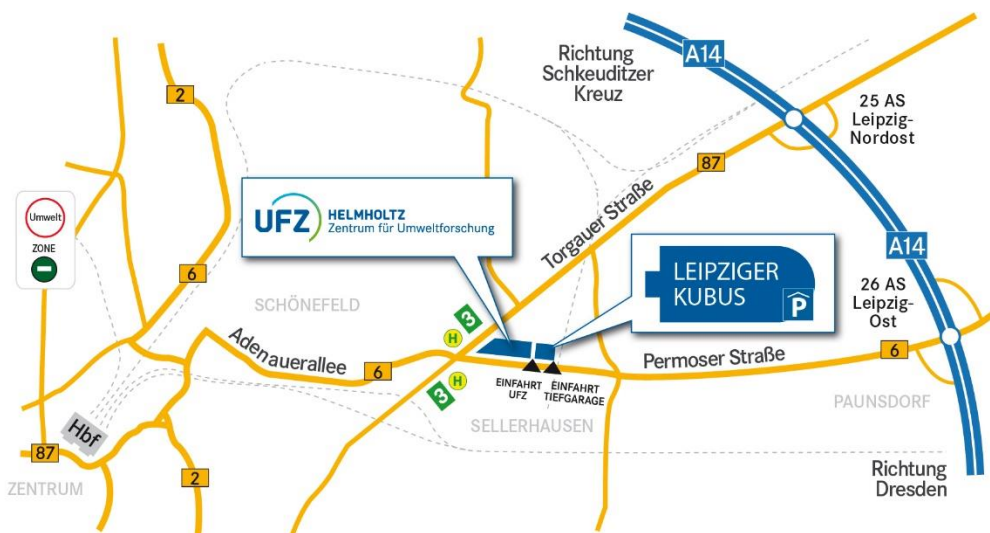 A14
Richtung
Schkeuditzer
Kreuz
25 AS
Leipzig-
Nordost
2
87
Umwelt
ZONE
UFZ
HELMHOLTZ
Zentrum für Umweltforschung
Torgauer Straße
A14
LEIPZIGER
KUBUS
P
6
SCHÖNEFELD
26 AS
Leipzig-
Ost
3
H
Adenauerallee
6
Permoser Straße
6
H
3
EINFAHRT
UFZ
EINFAHRT
TIEFGARAGE
PAUNSDORF
SELLERHAUSEN
Hbf
87
2
ZENTRUM
Richtung
Dresden